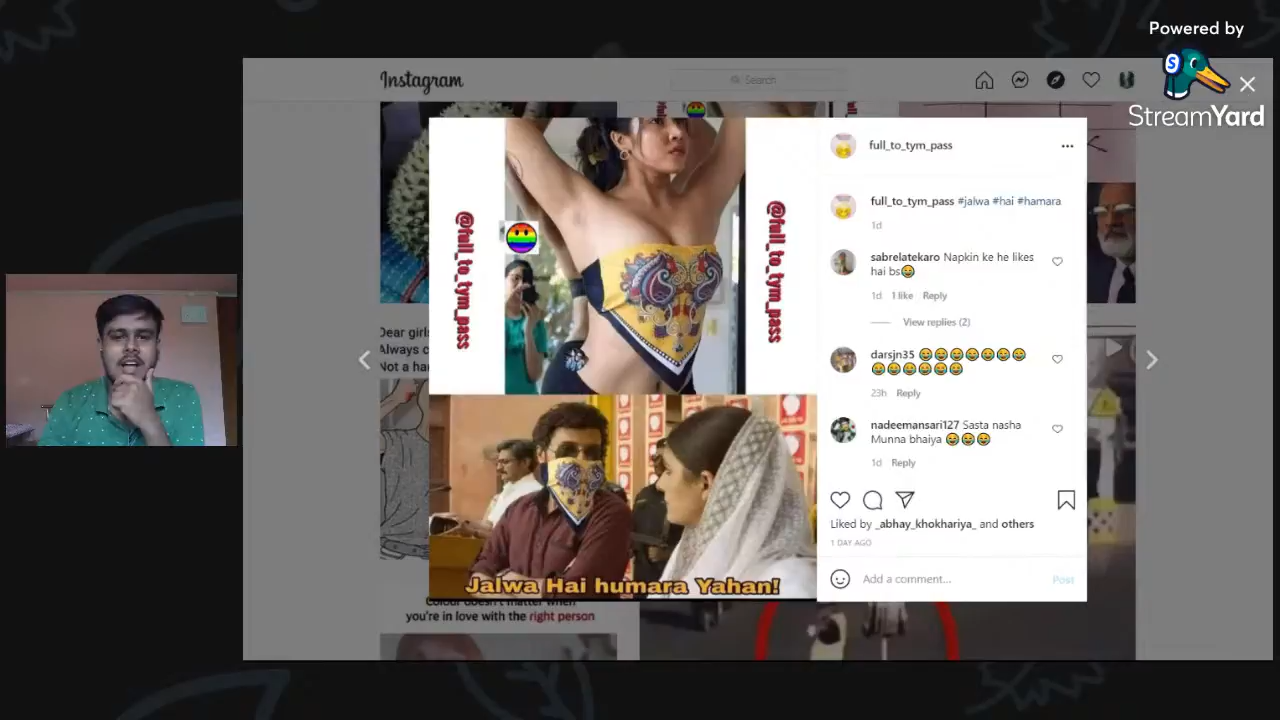 Powered by
StreamYard
Instagram
Search
@full_to_tym_pass
@full_to_tym_pass
Jalwa Hai humara Yahan!
full_to_tym_pass
full_to_tym_pass #jalwa #hai #hamara
1d
sabrelatekaro Napkin ke he likes
hai bs😂
1d 1 like Reply
View replies (2)
darsjn35 😂😂😂😂😂😂😂
😂😂😂😂😂😂
23h Reply
nadeemansari127 Sasta nasha
Munna bhaiya 😂😂😂
1d Reply
Liked by _abhay_khokhariya_ and others
1 DAY AGO
Add a comment...
Post
Dear girls
Always c
Not a ha
Colour doesn't matter when
you're in love with the right person